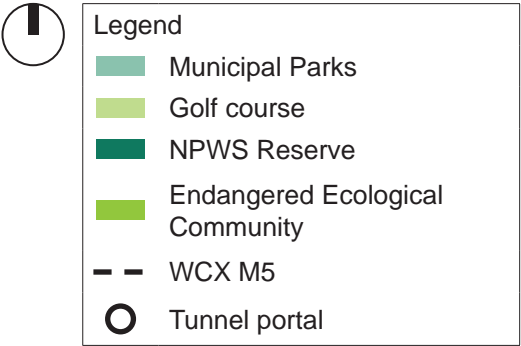 Legend
Municipal Parks
Golf course
NPWS Reserve
Endangered Ecological
Community
WCX M5
Tunnel portal